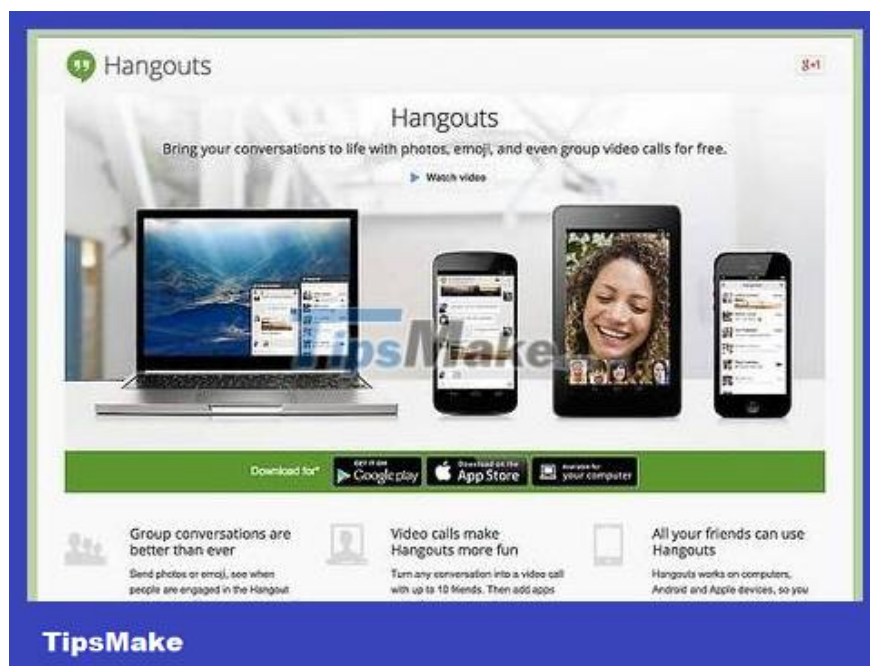 Hangouts
g+1
Hangouts
Bring your conversations to life with photos, emoji, and even group video calls for free.
Watch video
TipsMake
Download for*
GET IT ON
Google play
Download on the
App Store
Available for
your computer
Group conversations are
better than ever
Send photos or emoji, see when
people are engaged in the Hangout
Video calls make
Hangouts more fun
Turn any conversation into a video call
with up to 10 friends. Then add apps
All your friends can use
Hangouts
Hangouts works on computers,
Android and Apple devices, so you
TipsMake